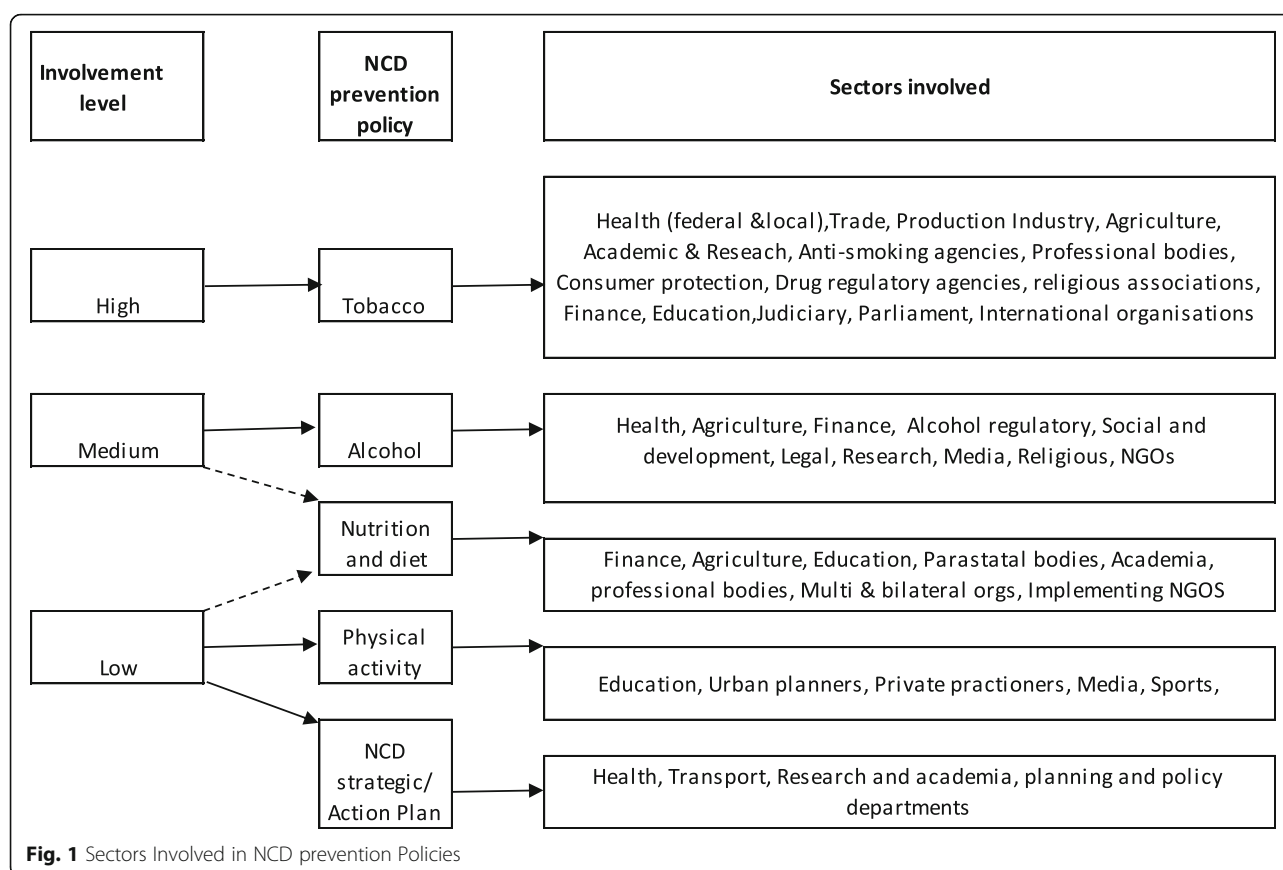 Involvement
level
NCD
prevention
policy
Sectors involved
High
Tobacco
Health (federal &local),Trade, Production Industry, Agriculture,
Academic & Reseach, Anti-smoking agencies, Professional bodies,
Consumer protection, Drug regulatory agencies, religious associations,
Finance, Education,Judiciary, Parliament, International organisations
Medium
Alcohol
Health, Agriculture, Finance, Alcohol regulatory, Social and
development, Legal, Research, Media, Religious, NGOs
Nutrition
and diet
Finance, Agriculture, Education, Parastatal bodies, Academia,
professional bodies, Multi & bilateral orgs, Implementing NGOS
Low
Physical
activity
Education, Urban planners, Private practioners, Media, Sports,
NCD
strategic/
Action Plan
Health, Transport, Research and academia, planning and policy
departments
Fig. 1 Sectors Involved in NCD prevention Policies